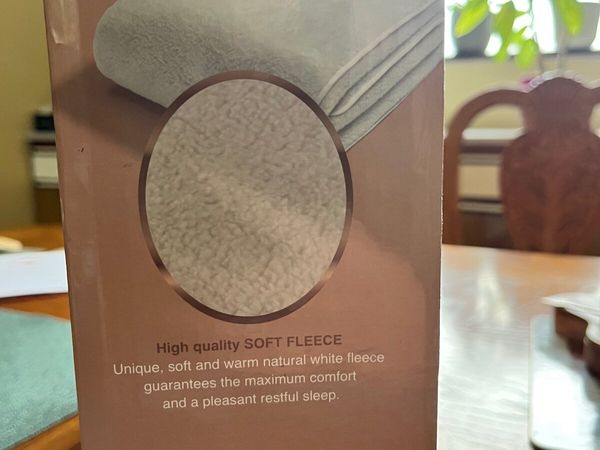 High quality SOFT FLEECE
Unique, soft and warm natural white fleece
guarantees the maximum comfort
and a pleasant restful sleep.